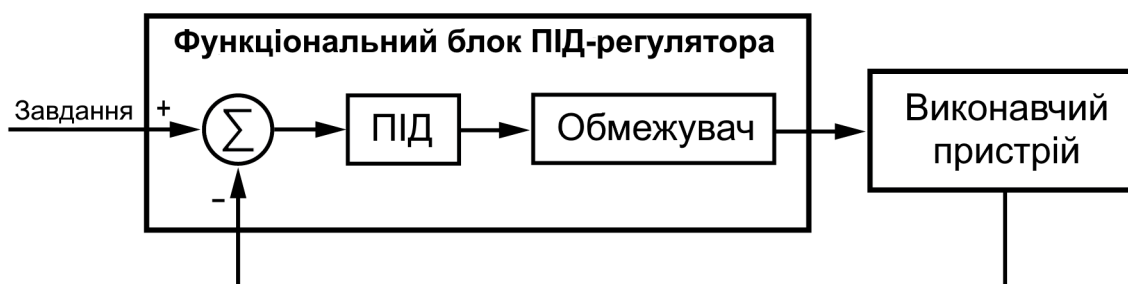 Функціональний блок ПІД-регулятора
Завдання
+
Σ
ПІД
Обмежувач
Виконавчий
пристрій
–